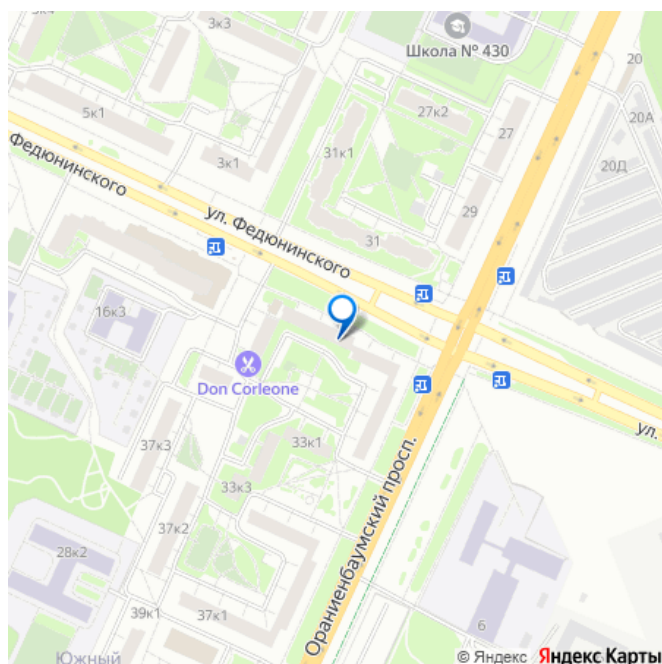 3к4
3к3
Школа № 430
20
5к1
27к2
20А
27
31к1
3к1
20Д
Федюнинского
29
ул. Федюнинского
31
16к3
Don Corleone
ул.
37к3
33к1
33к3
Ораниенбаумский просп.
37к2
28к2
6
39к1
37к1
Южный
© Яндекс Яндекс Карты